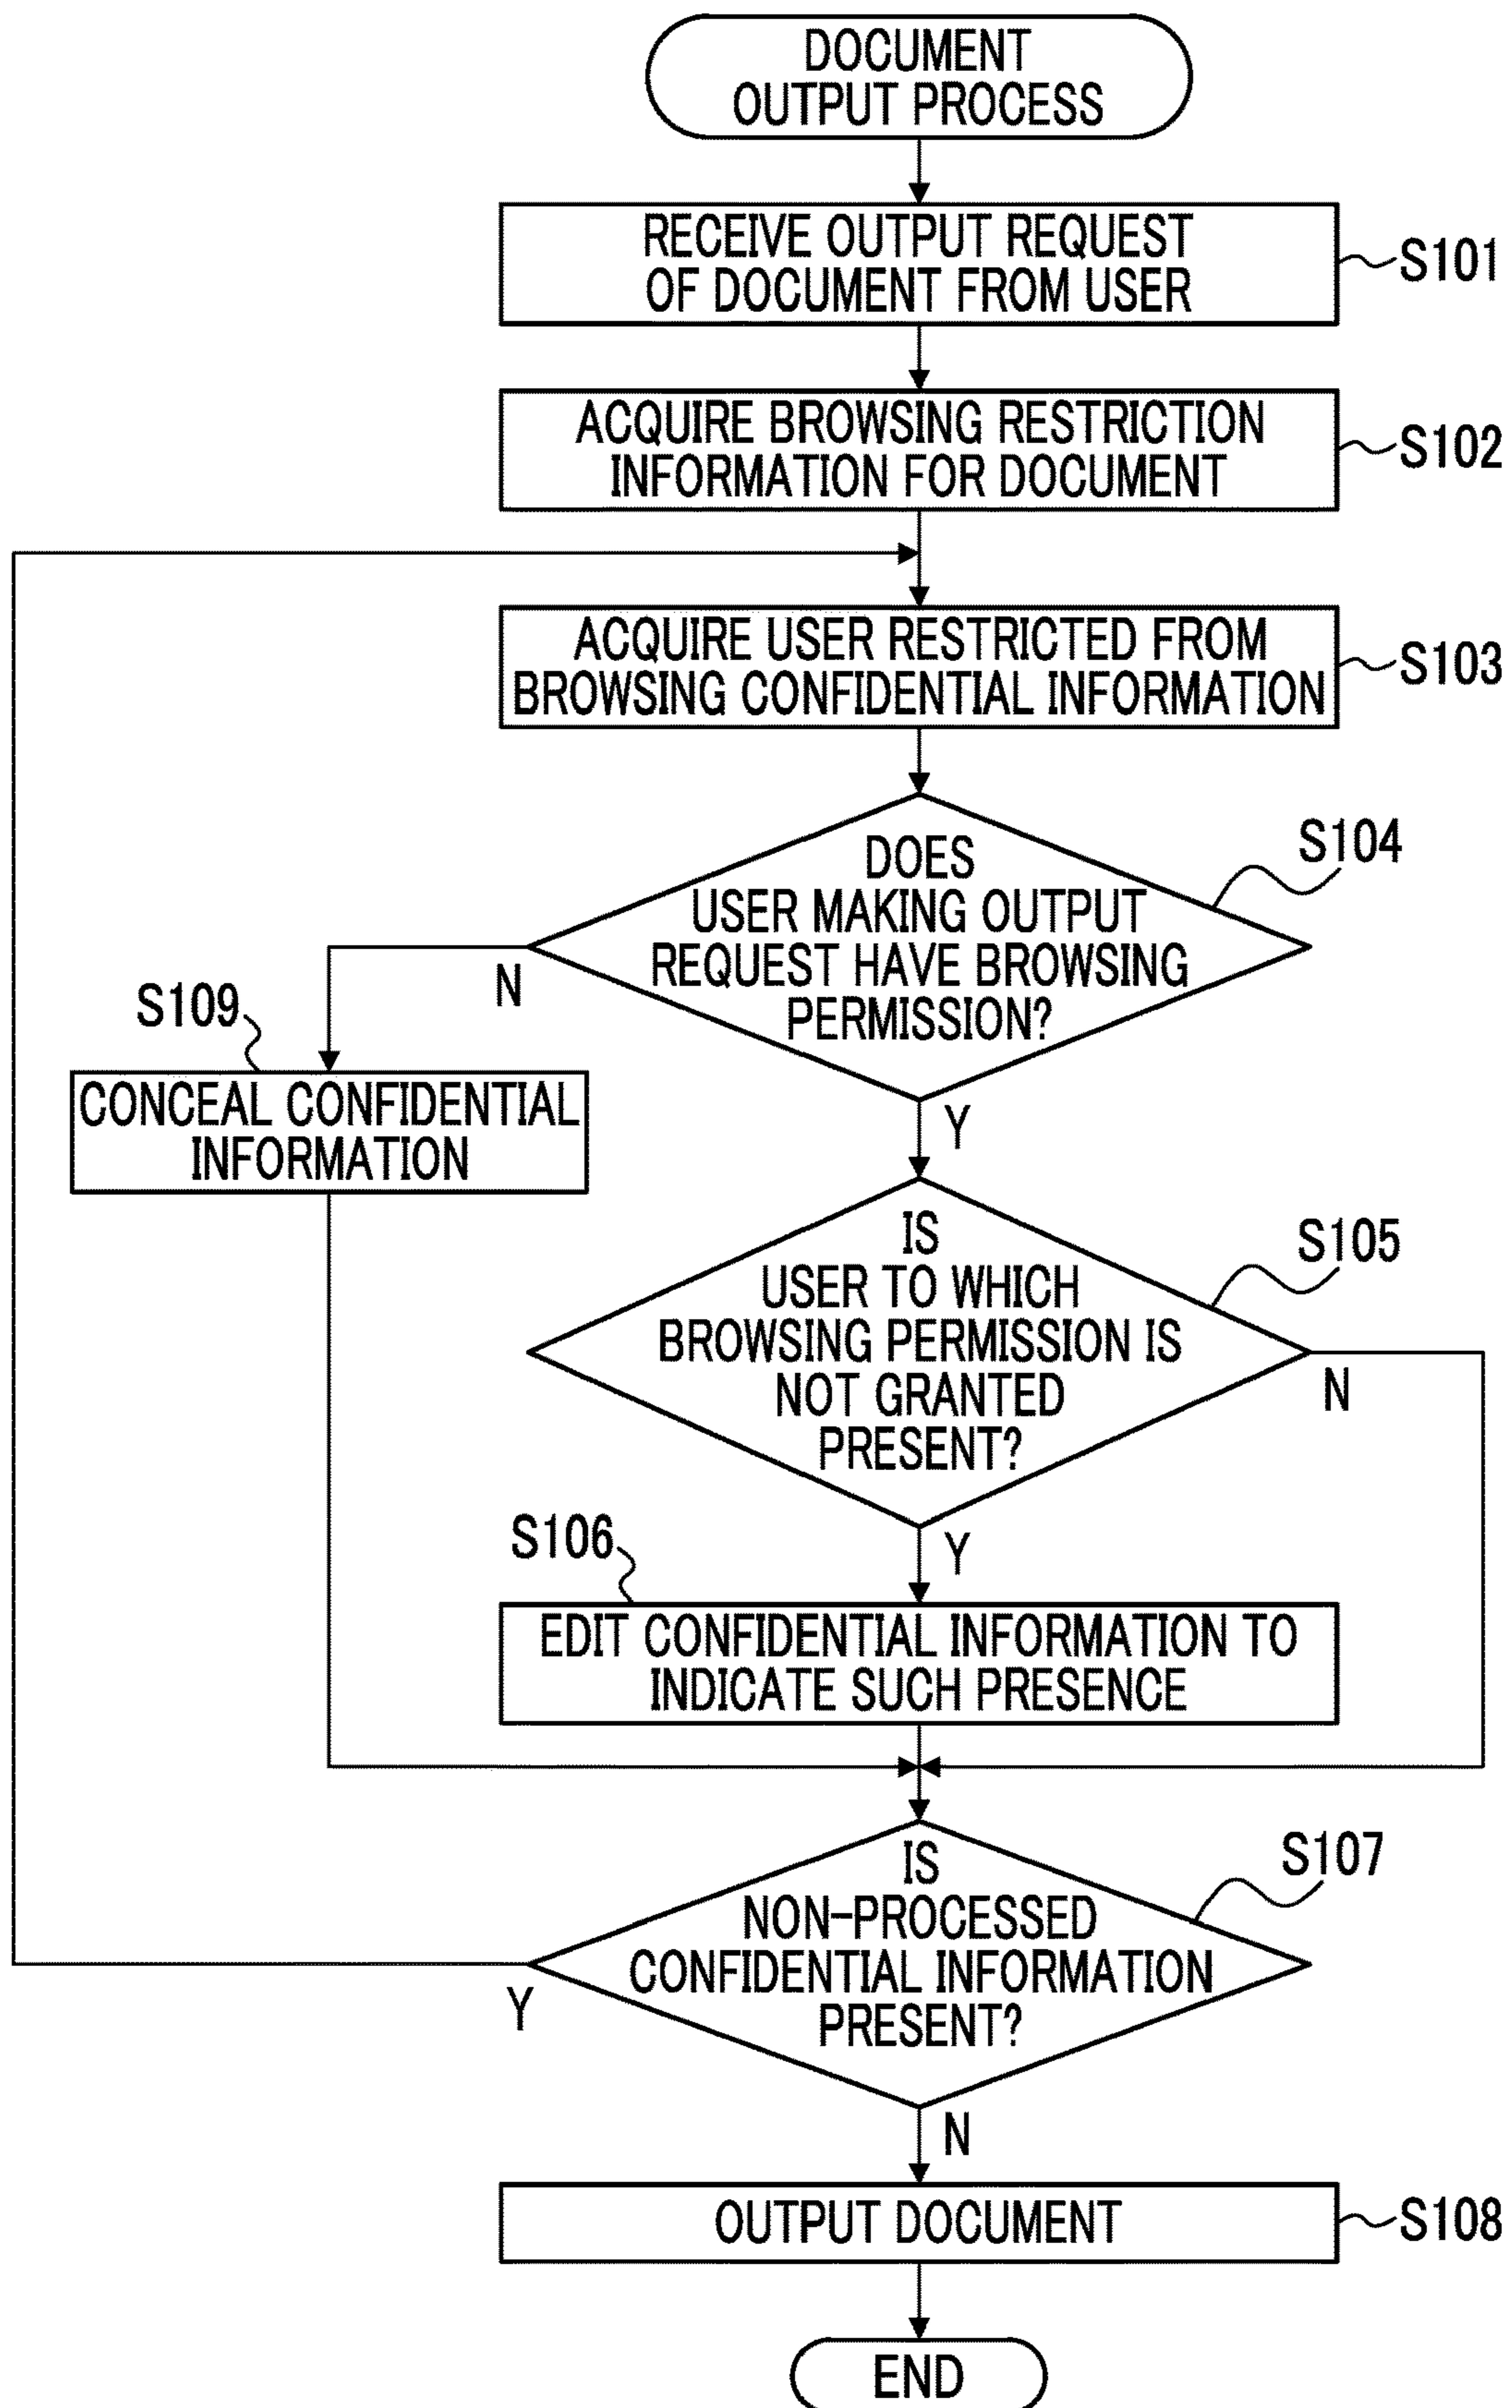 DOCUMENT
OUTPUT PROCESS
RECEIVE OUTPUT REQUEST
OF DOCUMENT FROM USER
S101
ACQUIRE BROWSING RESTRICTION
INFORMATION FOR DOCUMENT
S102
ACQUIRE USER RESTRICTED FROM
BROWSING CONFIDENTIAL INFORMATION
S103
DOES
USER MAKING OUTPUT
REQUEST HAVE BROWSING
PERMISSION?
S104
N
S109
CONCEAL CONFIDENTIAL
INFORMATION
Y
IS
USER TO WHICH
BROWSING PERMISSION IS
NOT GRANTED
PRESENT?
S105
N
Y
S106
EDIT CONFIDENTIAL INFORMATION TO
INDICATE SUCH PRESENCE
IS
NON-PROCESSED
CONFIDENTIAL INFORMATION
PRESENT?
S107
Y
N
OUTPUT DOCUMENT
S108
END